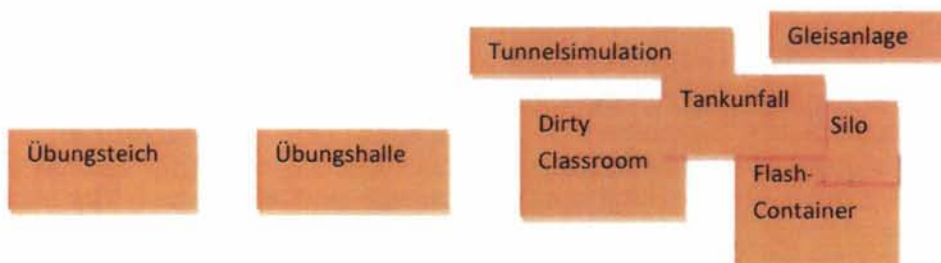 Gleisanlage
Tunnelsimulation
Tankunfall
Dirty
Classroom
Silo
Übungsteich
Übungshalle
Flash-
Container